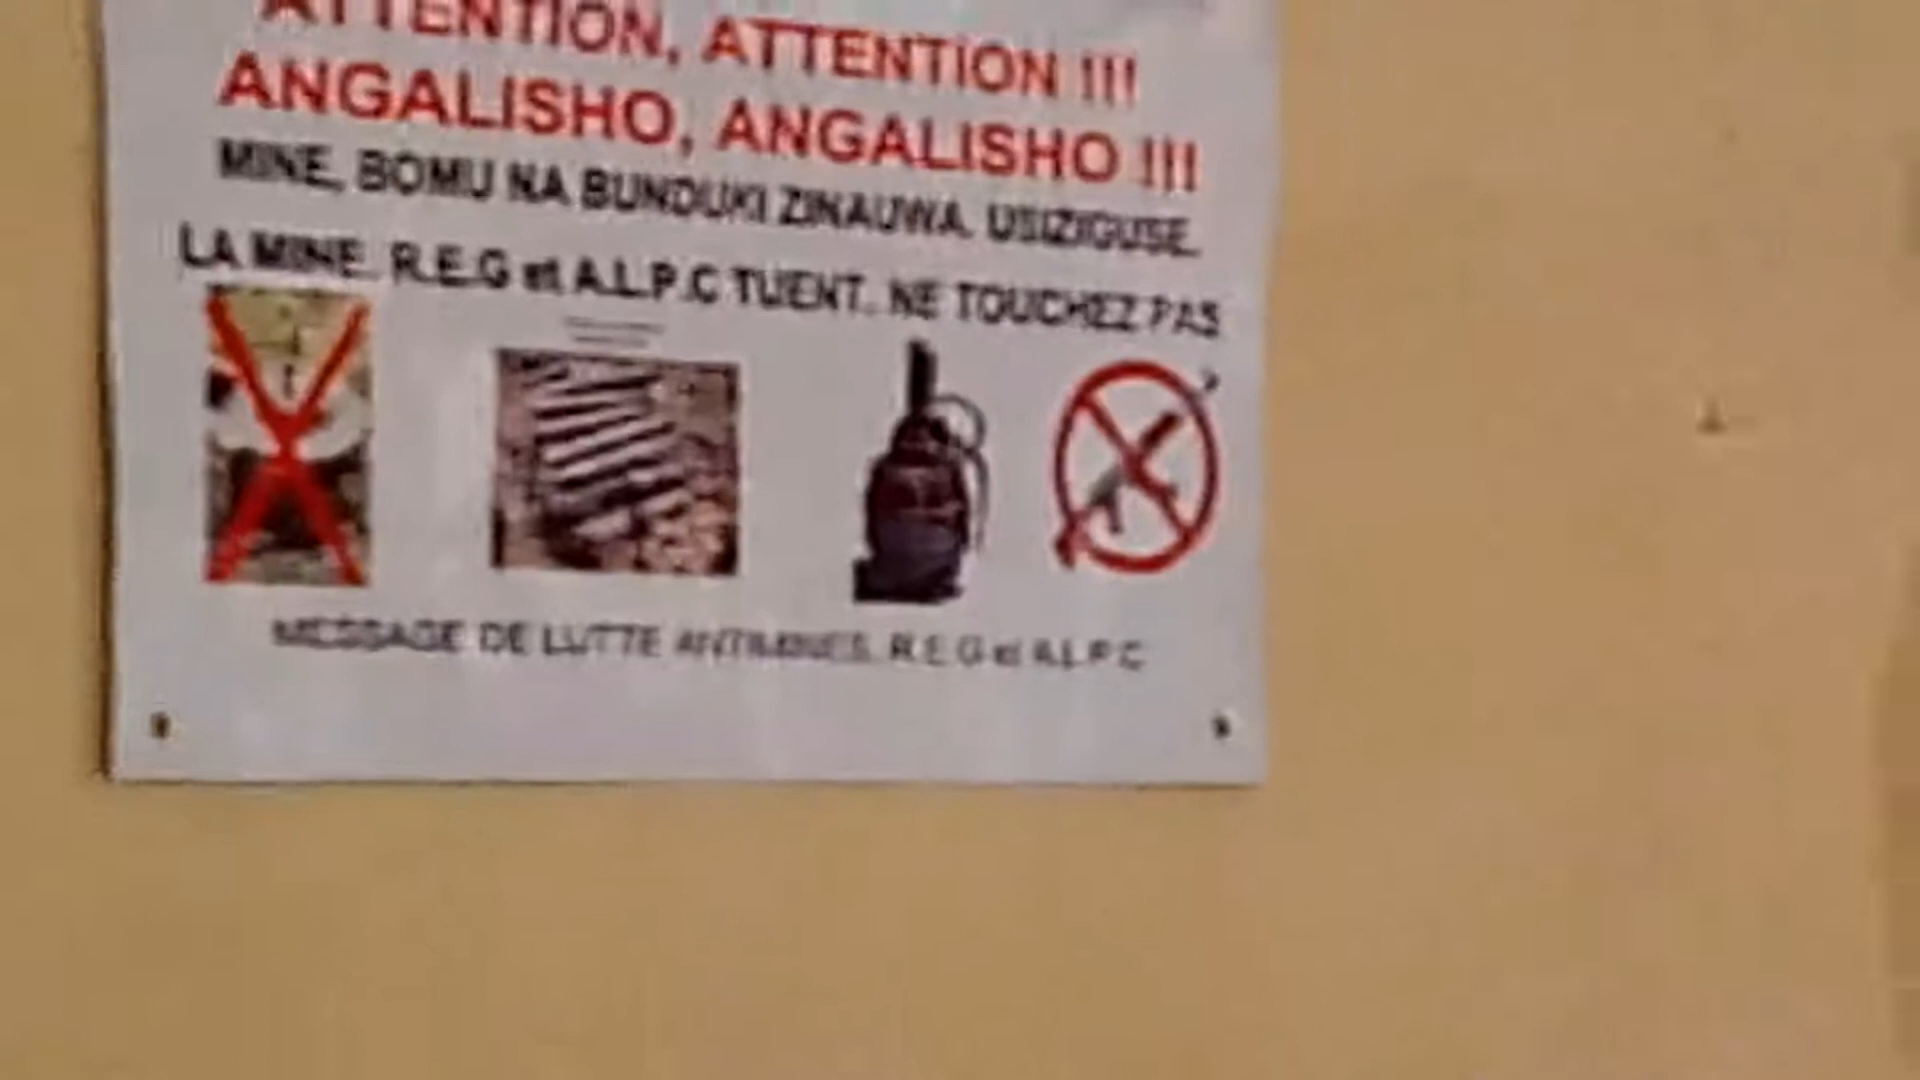 ATTENTION, ATTENTION !!!
ANGALISHO, ANGALISHO !!!
MINE, BOMU NA BUNDUKI ZINAUWA. USIZIGUSE.
LA MINE. R.E.G et A.L.P.C TUENT. NE TOUCHEZ PAS
MESSAGE DE LUTTE ANTIMINES. R.E.G et A.L.P.C